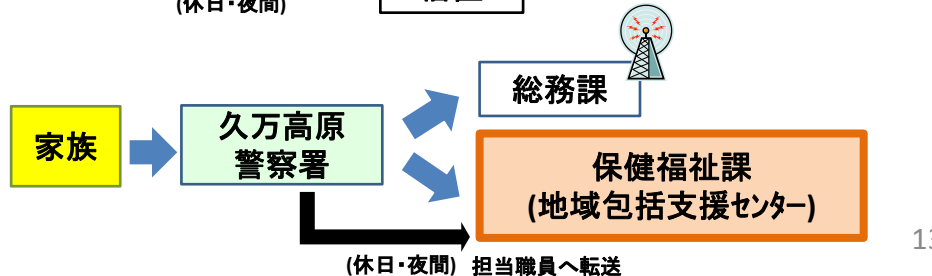 (休日・夜間)
総務課
家族
久万高原
警察署
保健福祉課
(地域包括支援センター)
(休日・夜間) 担当職員へ転送